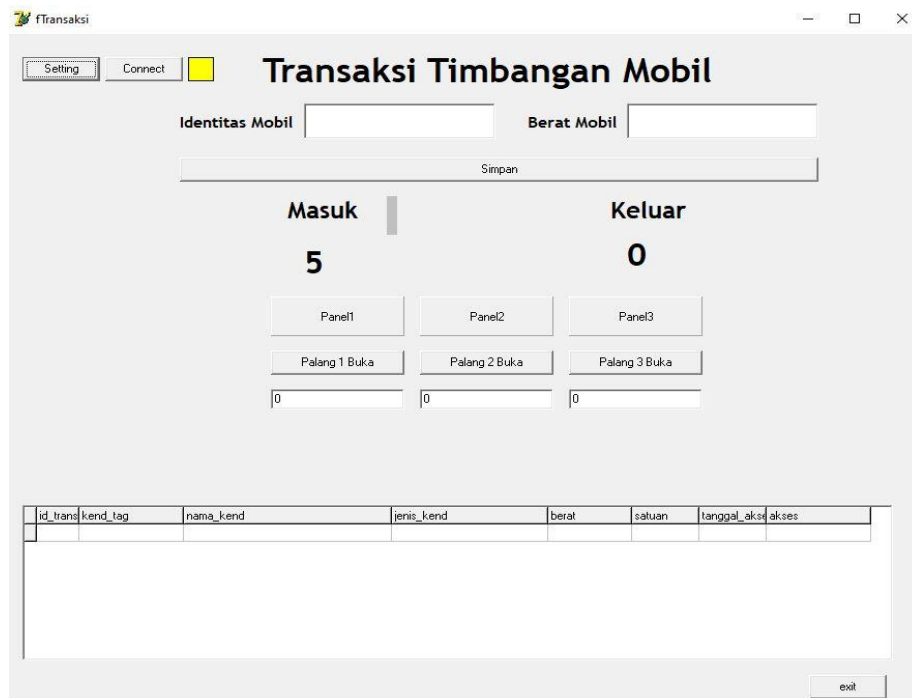 fTransaksi
Setting Connect Transaksi Timbangan Mobil
Identitas Mobil Berat Mobil
Simpan
Masuk Keluar
5 0
Panel1 Panel2 Panel3
Palang 1 Buka Palang 2 Buka Palang 3 Buka
0 0 0
id_trans kend_tag nama_kend jenis_kend berat satuan tanggal_akse akses
exit